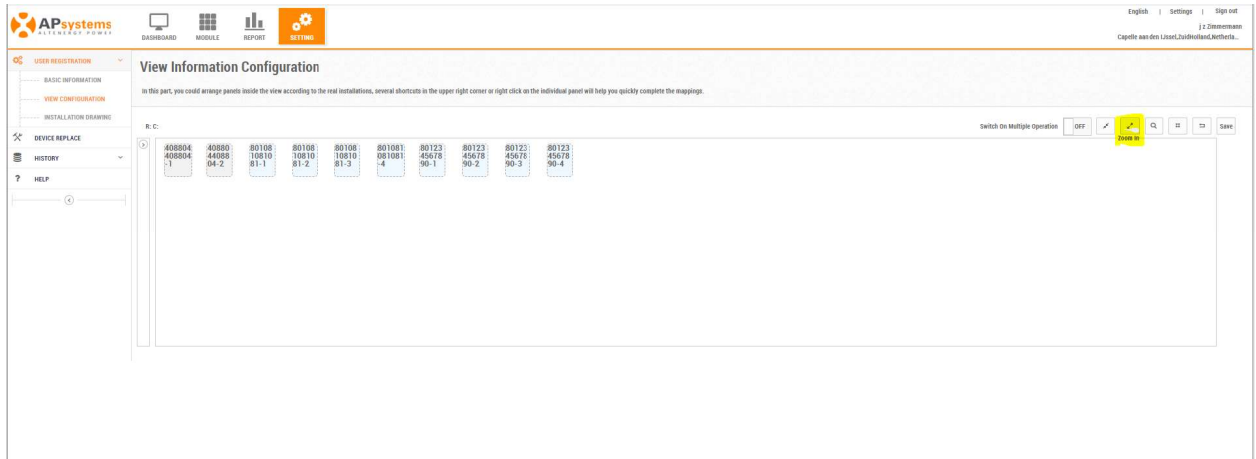 English | Settings | Sign out
APsystems
ALTENERGY POWER
DASHBOARD MODULE REPORT SETTING
j z Zimmermann
Capelle aan den IJssel,ZuidHolland,Netherla...
USER REGISTRATION
BASIC INFORMATION
VIEW CONFIGURATION
INSTALLATION DRAWING
DEVICE REPLACE
HISTORY
? HELP
View Information Configuration
In this part, you could arrange panels inside the view according to the real installations, several shortcuts in the upper right corner or right click on the individual panel will help you quickly complete the mappings.
R: C:
Switch On Multiple Operation OFF Save
Zoom In
408804 40880 80108 80108 80108 801081 80123 80123 80123 80123
408804 44088 10810 10810 10810 081081 45678 45678 45678 45678
-1 04-2 81-1 81-2 81-3 -4 90-1 90-2 90-3 90-4